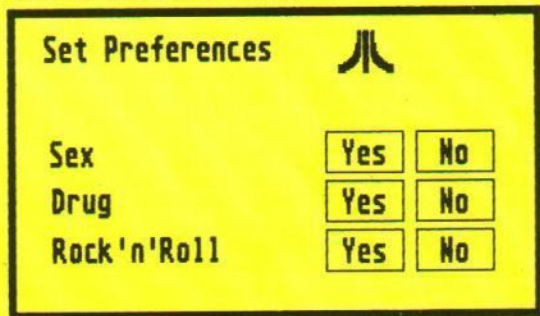 Set Preferences
Sex Yes No
Drug Yes No
Rock'n'Roll Yes No